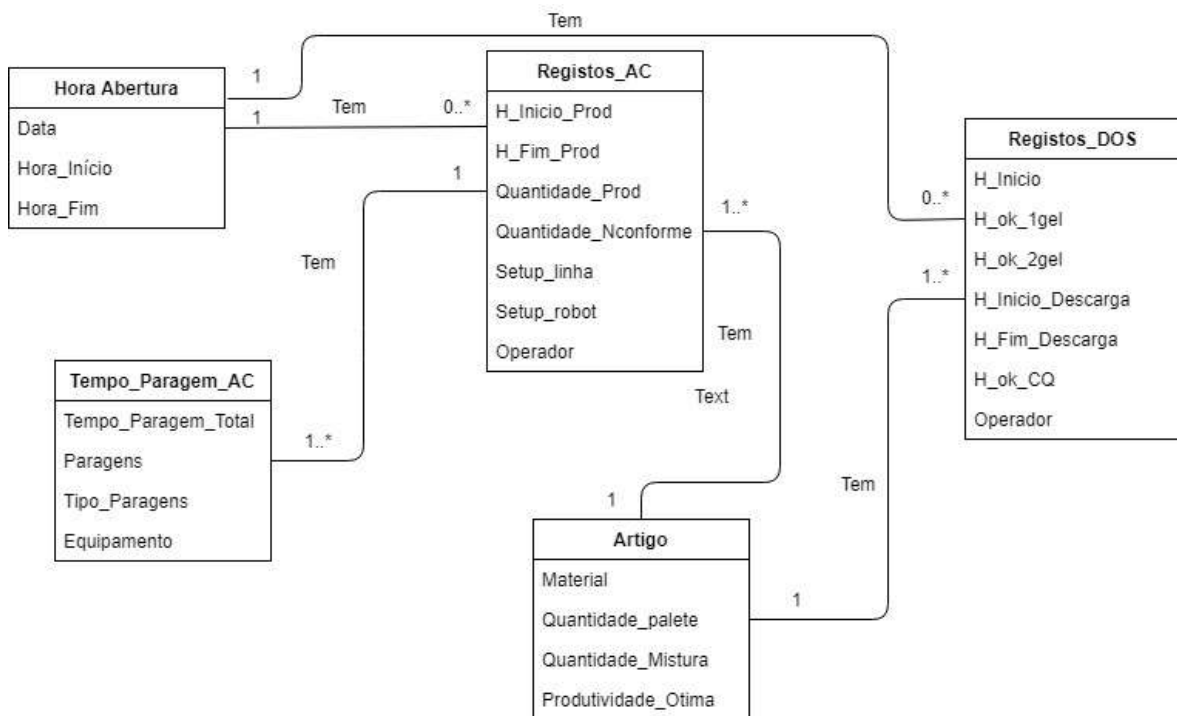 Tem
Hora Abertura
Data
Hora_Início
Hora_Fim
1
1
Tem
0..*
Registos_AC
H_Inicio_Prod
H_Fim_Prod
Quantidade_Prod
Quantidade_Nconforme
Setup_linha
Setup_robot
Operador
1
Tem
1..*
Tempo_Paragem_AC
Tempo_Paragem_Total
Paragens
Tipo_Paragens
Equipamento
1..*
Tem
Text
1
Registos_DOS
H_Inicio
H_ok_1gel
H_ok_2gel
H_Inicio_Descarga
H_Fim_Descarga
H_ok_CQ
Operador
0..*
1..*
Tem
1
Artigo
Material
Quantidade_palete
Quantidade_Mistura
Produtividade_Otima